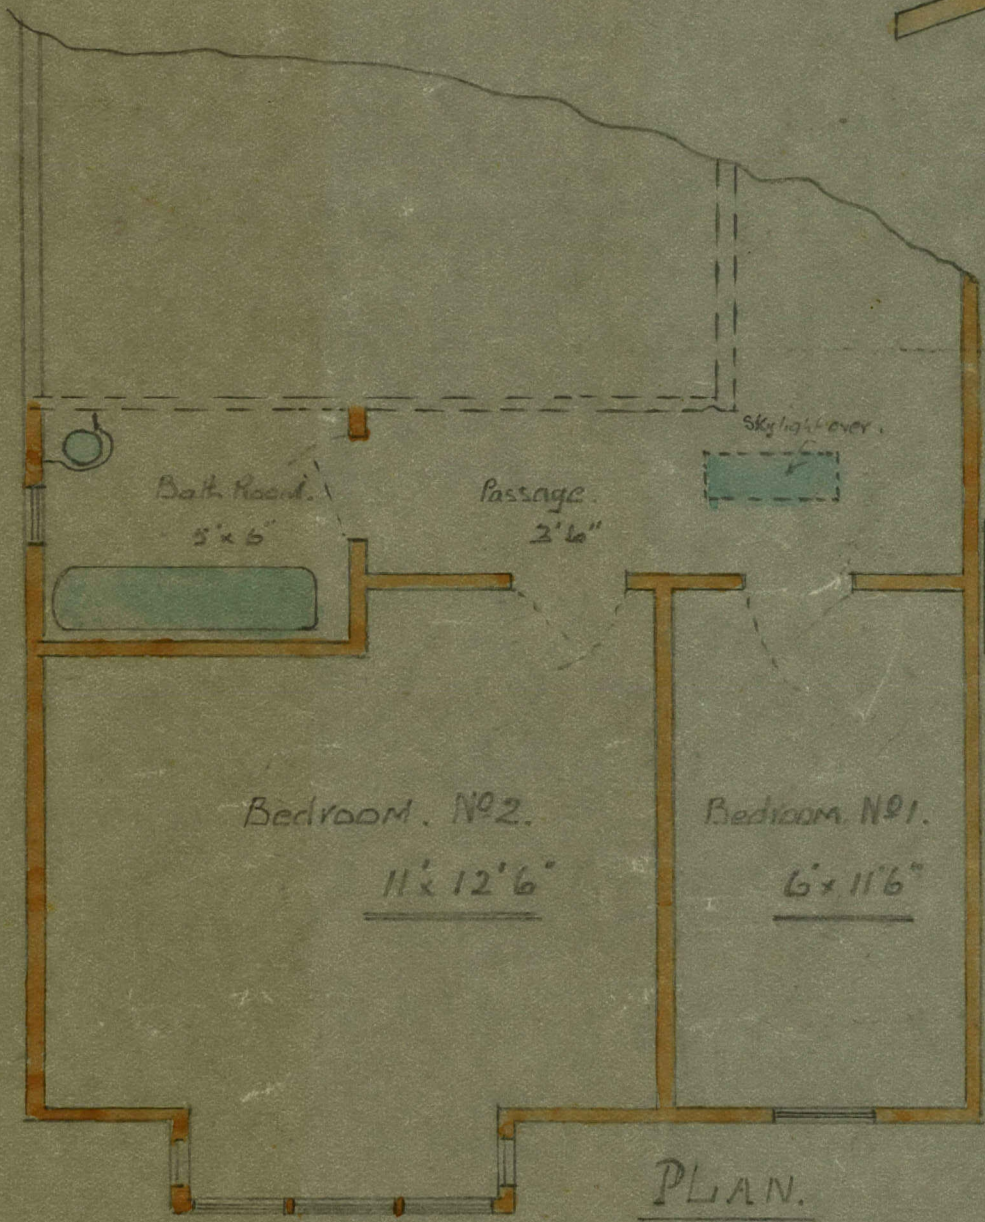 Skylight over.
Bath Room.
5' x 6'
Passage.
3' 6"
Bedroom. Nº 2.
11' x 12' 6"
Bedroom Nº 1.
6' x 11' 6"
PLAN.